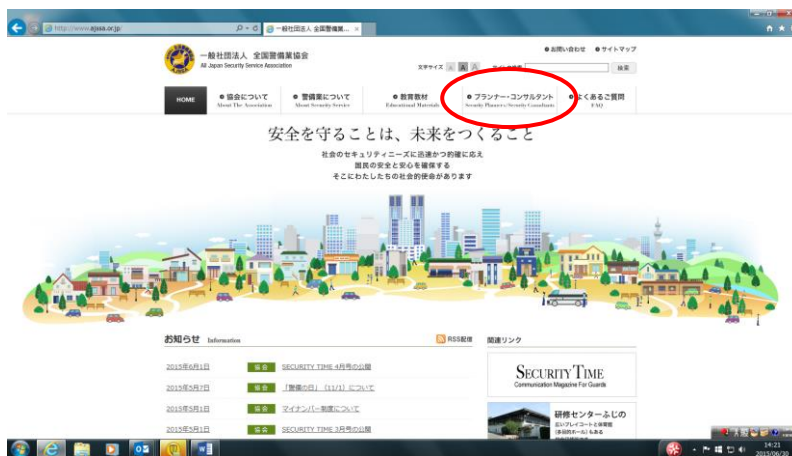 http://www.ajssa.or.jp/
一般社団法人 全国警備業...
お問い合わせ サイトマップ
一般社団法人 全国警備業協会
All Japan Security Service Association
文字サイズ
検索
HOME
協会について
About The Association
警備業について
About Security Service
教育教材
Educational Materials
プランナー・コンサルタント
Security Planners/Security Consultants
よくあるご質問
FAQ
安全を守ることは、未来をつくること
社会のセキュリティニーズに迅速かつ的確に応え
国民の安全と安心を確保する
そこにわたしたちの社会的使命があります
お知らせ Information
RSS配信
関連リンク
2015年6月1日 協会 SECURITY TIME 4月号の公開
2015年5月7日 協会 「警備の日」（11/1）について
2015年5月1日 協会 マイナンバー制度について
2015年5月1日 協会 SECURITY TIME 3月号の公開
SECURITY TIME
Communication Magazine For Guards
研修センターふじの
14:21
2015/06/30